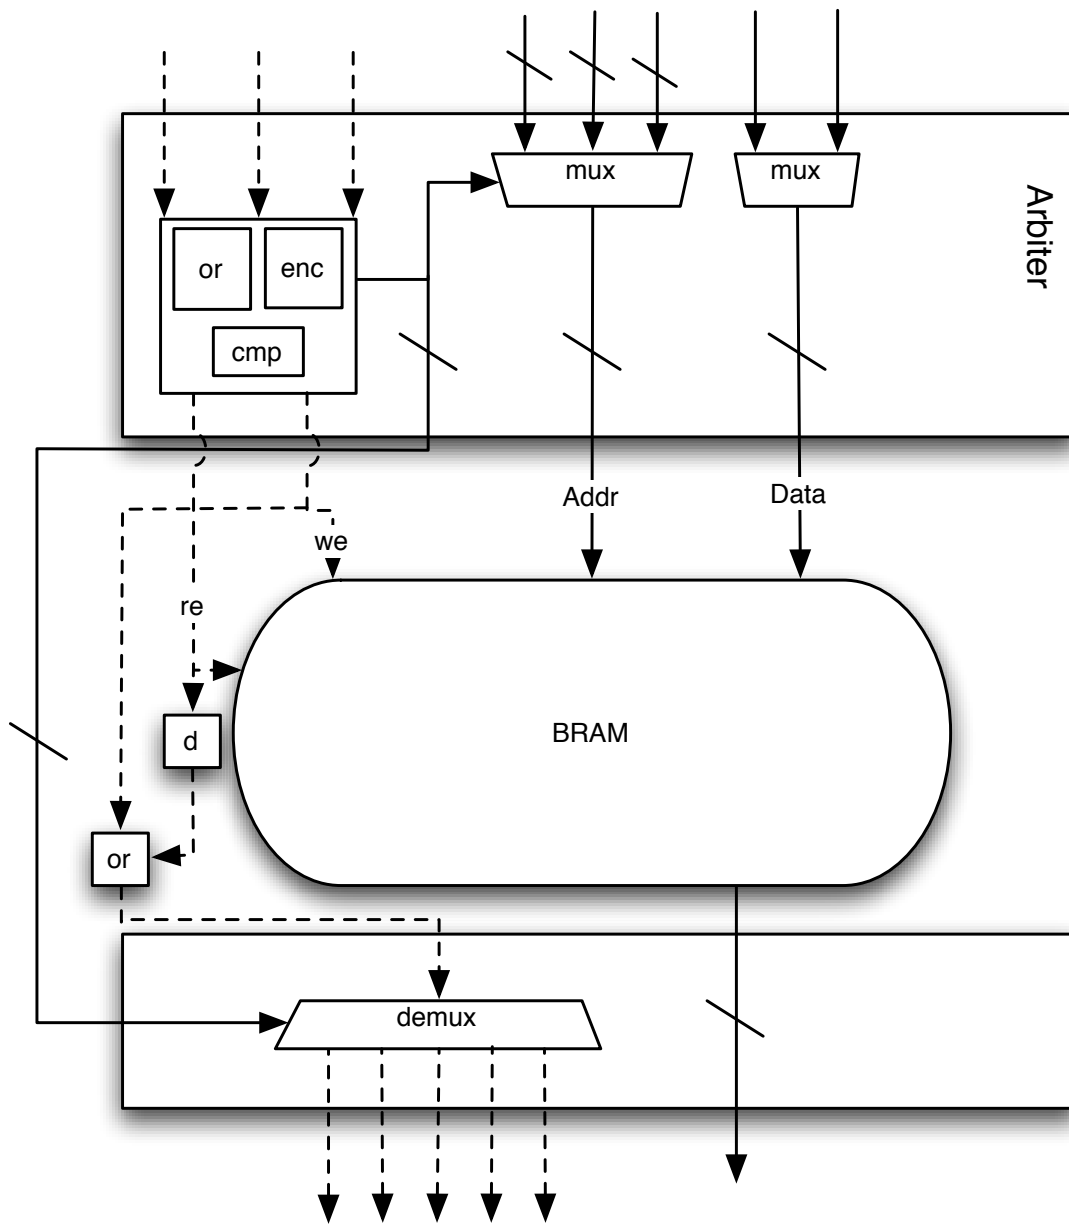 mux
mux
Arbiter
or
enc
cmp
Addr
Data
we
re
BRAM
d
or
demux